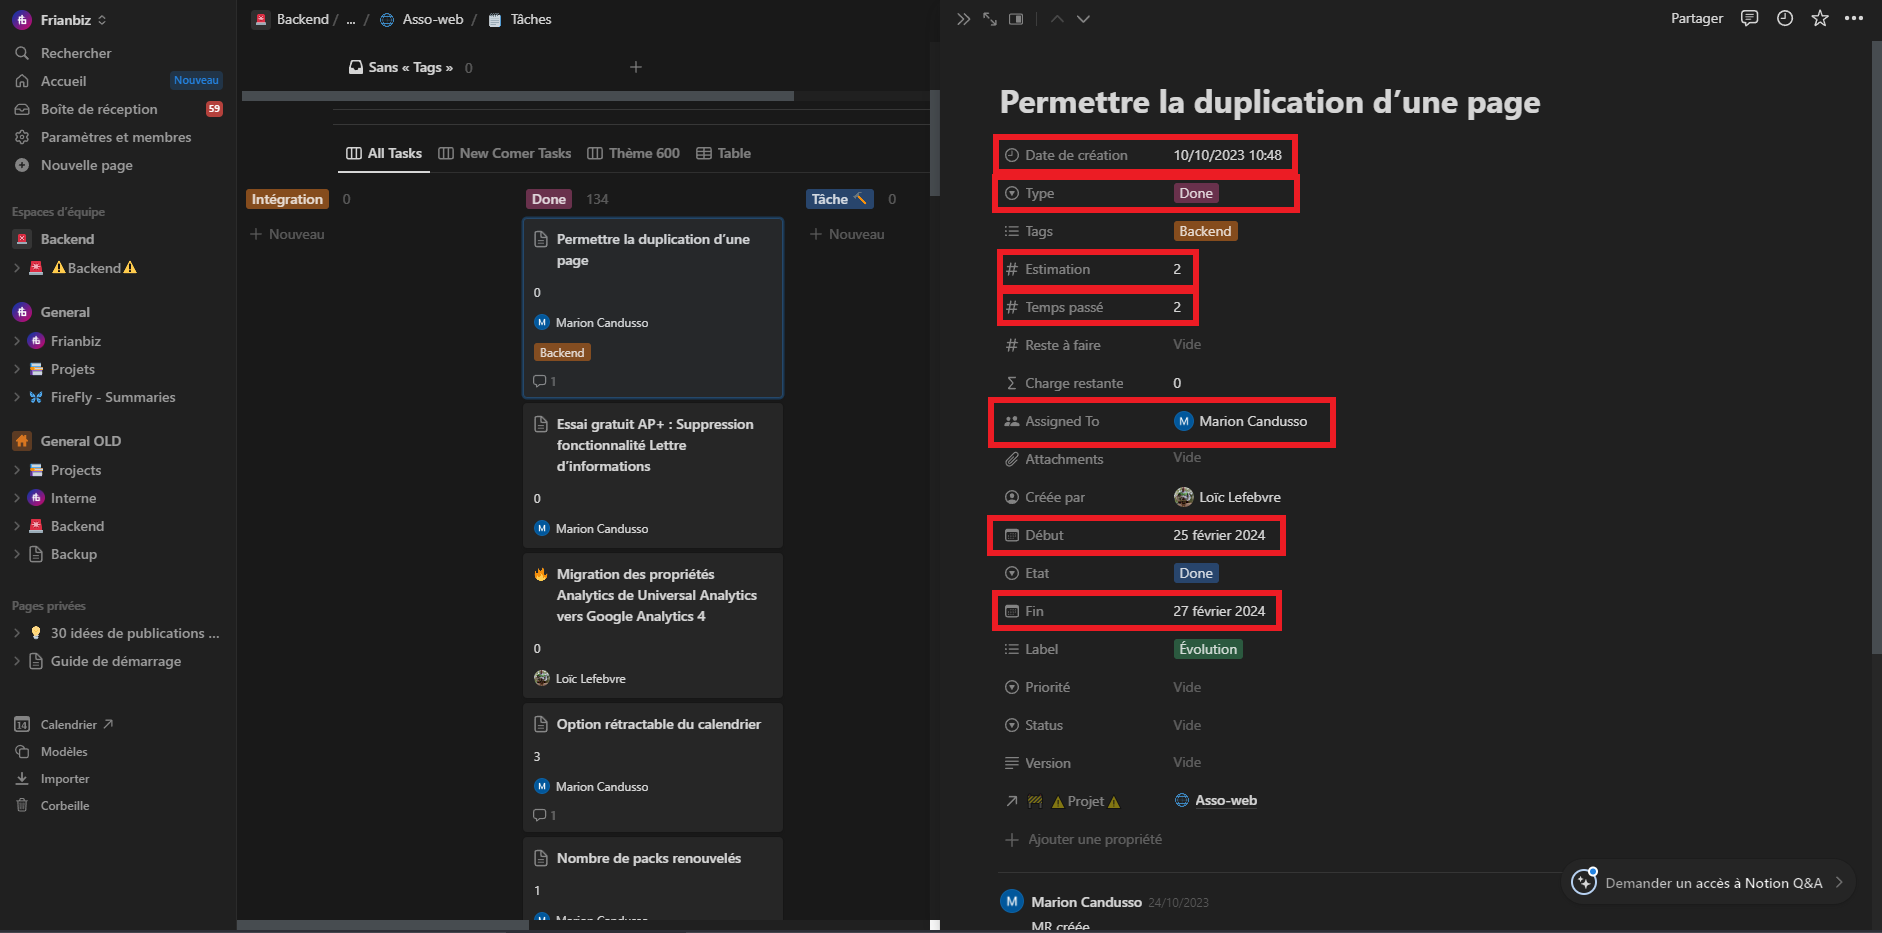 Frianbiz
Rechercher
Accueil
Nouveau
Boîte de réception
59
Paramètres et membres
Nouvelle page
Espaces d’équipe
Backend
Backend
General
Frianbiz
Projets
FireFly - Summaries
General OLD
Projects
Interne
Backend
Backup
Pages privées
30 idées de publications ...
Guide de démarrage
14
Calendrier
Modèles
Importer
Corbeille
Backend / ... / Asso-web / Tâches
Sans « Tags » 0
All Tasks New Comer Tasks Thème 600 Table
Intégration 0
Nouveau
Done 134
Permettre la duplication d’une
page
0
M Marion Candusso
Backend
1
Essai gratuit AP+ : Suppression
fonctionnalité Lettre
d’informations
0
M Marion Candusso
Migration des propriétés
Analytics de Universal Analytics
vers Google Analytics 4
0
Loïc Lefebvre
Option rétractable du calendrier
3
M Marion Candusso
1
Nombre de packs renouvelés
1
M Marion Candusso
Tâche 0
Nouveau
Partager
Permettre la duplication d’une page
Date de création 10/10/2023 10:48
Type Done
Tags Backend
Estimation 2
Temps passé 2
Reste à faire Vide
Charge restante 0
Assigned To M Marion Candusso
Attachments Vide
Créée par Loïc Lefebvre
Début 25 février 2024
Etat Done
Fin 27 février 2024
Label Évolution
Priorité Vide
Status Vide
Version Vide
Projet Asso-web
Ajouter une propriété
Demander un accès à Notion Q&A
M Marion Candusso 24/10/2023
MR créée